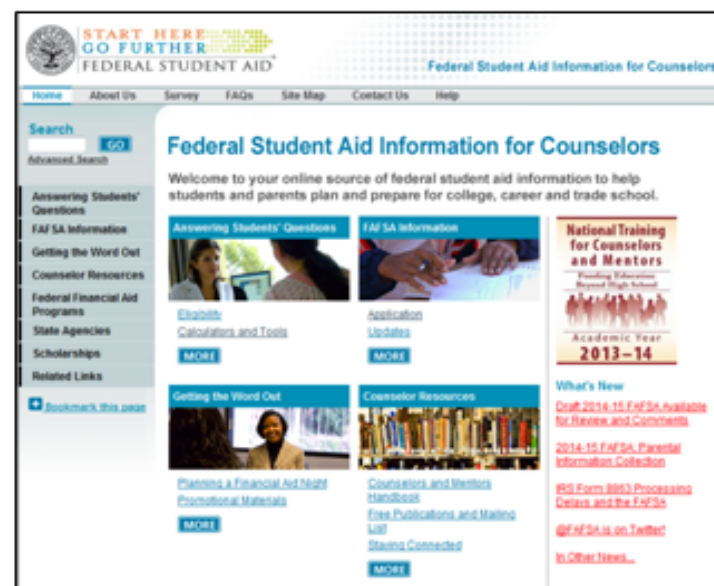 START HERE
GO FURTHER
FEDERAL STUDENT AID
Federal Student Aid Information for Counselors
Home About Us Survey FAQs Site Map Contact Us Help
Search
GO
Advanced Search
Answering Students'
Questions
FAFSA Information
Getting the Word Out
Counselor Resources
Federal Financial Aid
Programs
State Agencies
Scholarships
Related Links
Bookmark this page
Federal Student Aid Information for Counselors
Welcome to your online source of federal student aid information to help
students and parents plan and prepare for college, career and trade school.
Answering Students' Questions
Eligibility
Calculators and Tools
MORE
FAFSA Information
Application
Updates
MORE
Getting the Word Out
Planning a Financial Aid Night
Promotional Materials
MORE
Counselor Resources
Counselors and Mentors
Handbook
Free Publications and Mailing
List
Staying Connected
MORE
National Training
for Counselors
and Mentors
Funding Education
Beyond High School
Academic Year
2013–14
What's New
Draft 2014-15 FAFSA Available
for Review and Comments
2014-15 FAFSA: Parental
Information Collection
IRS Form 8863 Processing
Delays and the FAFSA
@FAFSA is on Twitter!
In Other News...